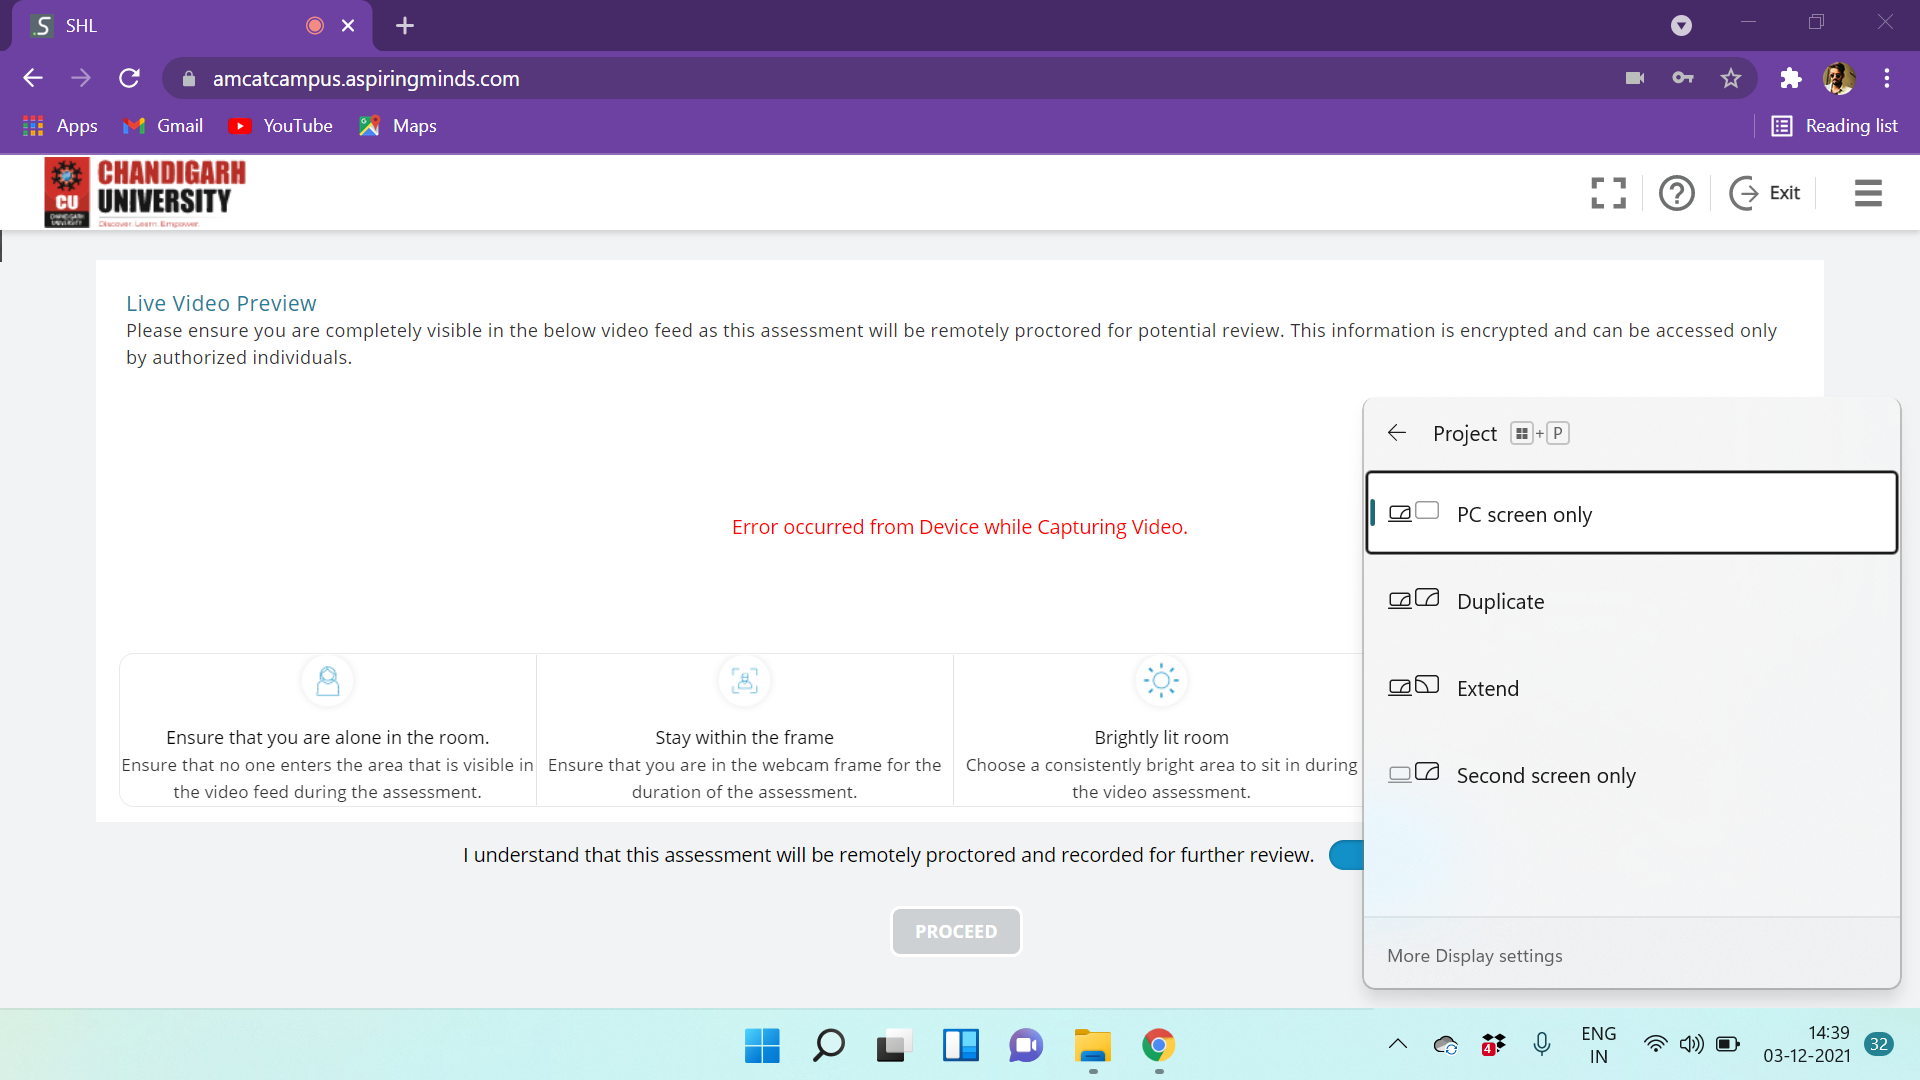 SHL
amcatcampus.aspiringminds.com
Apps
Gmail
YouTube
Maps
Reading list
CU
CHANDIGARH
UNIVERSITY
CHANDIGARH
UNIVERSITY
Discover. Learn. Empower.
Exit
Live Video Preview
Please ensure you are completely visible in the below video feed as this assessment will be remotely proctored for potential review. This information is encrypted and can be accessed only
by authorized individuals.
Error occurred from Device while Capturing Video.
Ensure that you are alone in the room.
Ensure that no one enters the area that is visible in
the video feed during the assessment.
Stay within the frame
Ensure that you are in the webcam frame for the
duration of the assessment.
Brightly lit room
Choose a consistently bright area to sit in during
the video assessment.
I understand that this assessment will be remotely proctored and recorded for further review.
PROCEED
Project + P
PC screen only
Duplicate
Extend
Second screen only
More Display settings
4
ENG
IN
14:39
03-12-2021
32